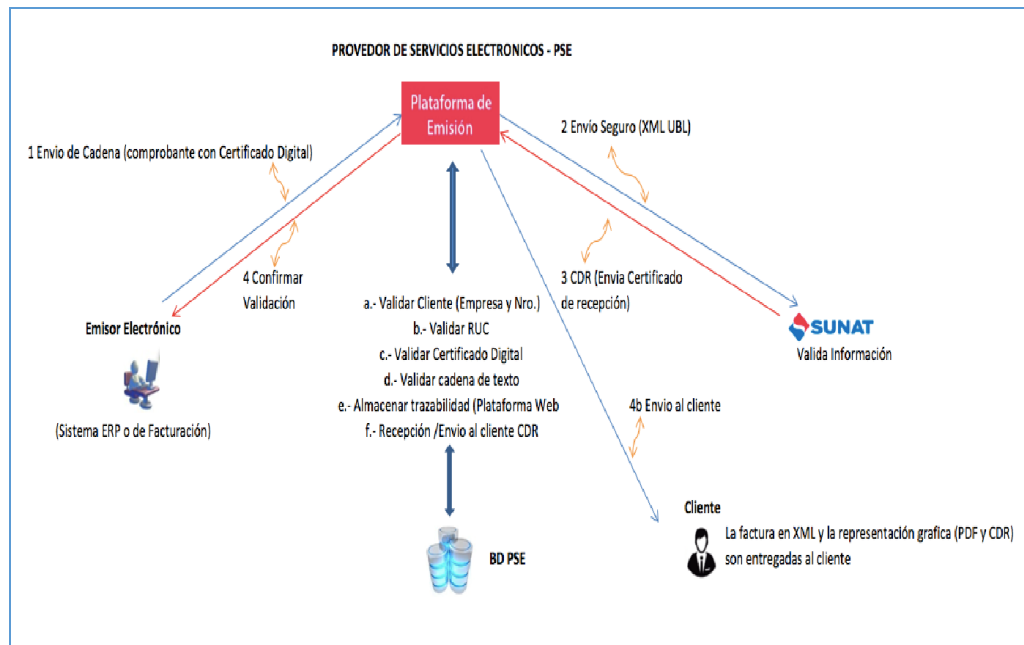 PROVEDOR DE SERVICIOS ELECTRONICOS - PSE
Plataforma de
Emisión
1 Envio de Cadena (comprobante con Certificado Digital)
2 Envio Seguro (XML UBL)
4 Confirmar
Validación
3 CDR (Envia Certificado
de recepción)
Emisor Electrónico
(Sistema ERP o de Facturación)
a.- Validar Cliente (Empresa y Nro.)
b.- Validar RUC
c.- Validar Certificado Digital
d.- Validar cadena de texto
e.- Almacenar trazabilidad (Plataforma Web
f.- Recepción /Envio al cliente CDR
SUNAT
Valida Información
4b Envio al cliente
BD PSE
Cliente
La factura en XML y la representación grafica (PDF y CDR)
son entregadas al cliente